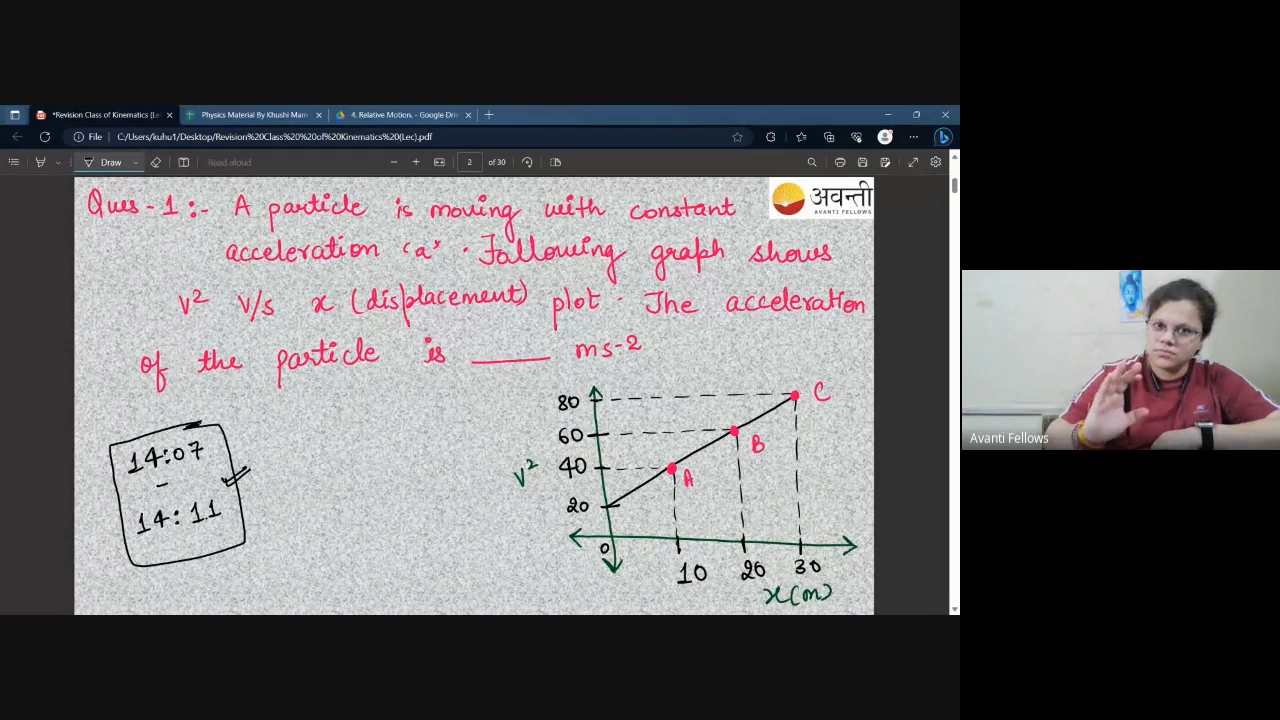 *Revision Class of Kinematics (Le
Physics Material By Khushi Mam
4. Relative Motion. - Google Dri
File
C:/Users/kuhu1/Desktop/Revision%20Class%20%20of%20Kinematics%20(Lec).pdf
Draw
Read aloud
2
of 30
Ques-1:- A particle is moving with constant
अवन्ती
AVANTI FELLOWS
acceleration 'a'. Following graph shows
v² v/s x (displacement) plot. The acceleration
of the particle is ______ ms-2
14:07
-
14:11
80
60
40
20
0
v²
A
B
C
10
20
30
x(m)
Avanti Fellows